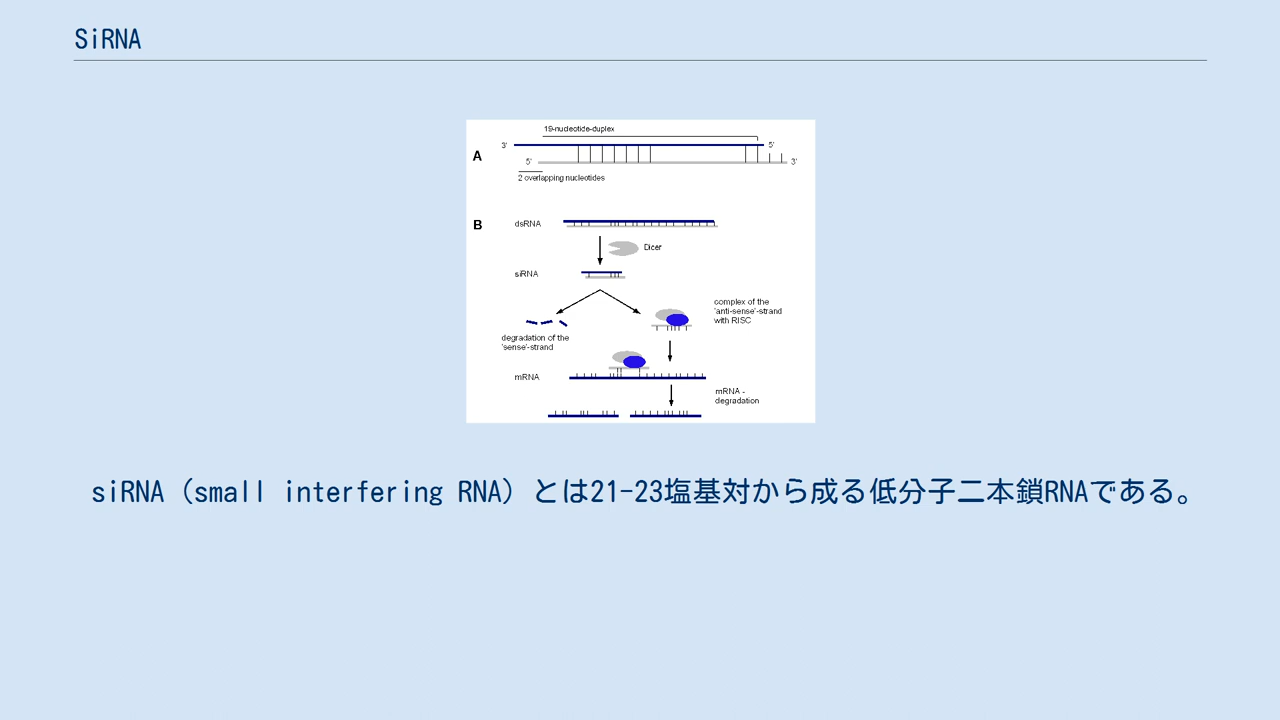 SiRNA
19-nucleotide-duplex
3' 5'
A
5' 3'
2 overlapping nucleotides
B dsRNA
Dicer
siRNA
complex of the
'anti-sense'-strand
with RISC
degradation of the
'sense'-strand
mRNA
mRNA -
degradation
siRNA（small interfering RNA）とは21-23塩基対から成る低分子二本鎖RNAである。